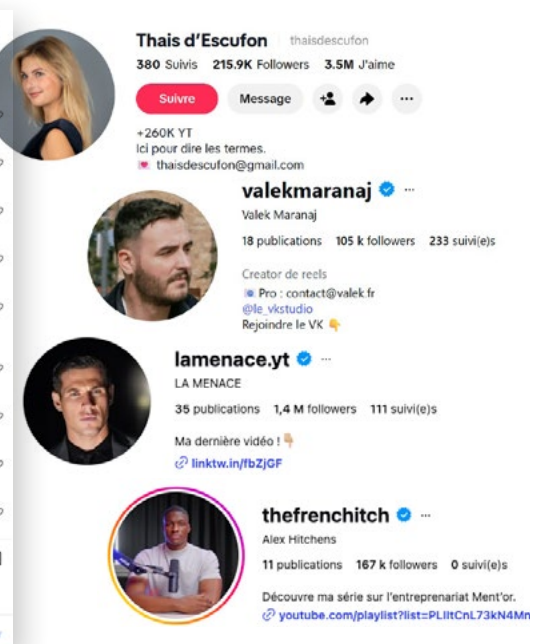 Thais d'Escufon thaisdescufon
380 Suivis 215.9K Followers 3.5M J'aime
Suivre Message
+260K YT
Ici pour dire les termes.
💌 thaisdescufon@gmail.com
valekmaranaj
Valek Maranaj
18 publications 105 k followers 233 suivi(e)s
Creator de reels
Pro : contact@valek.fr
@le_vkstudio
Rejoindre le VK 👇
lamenace.yt
LA MENACE
35 publications 1,4 M followers 111 suivi(e)s
Ma dernière vidéo ! 👇🏼
linktw.in/fbZjGF
thefrenchitch
Alex Hitchens
11 publications 167 k followers 0 suivi(e)s
Découvre ma série sur l'entreprenariat Ment'or.
youtube.com/playlist?list=PLIItCnL73kN4Mn